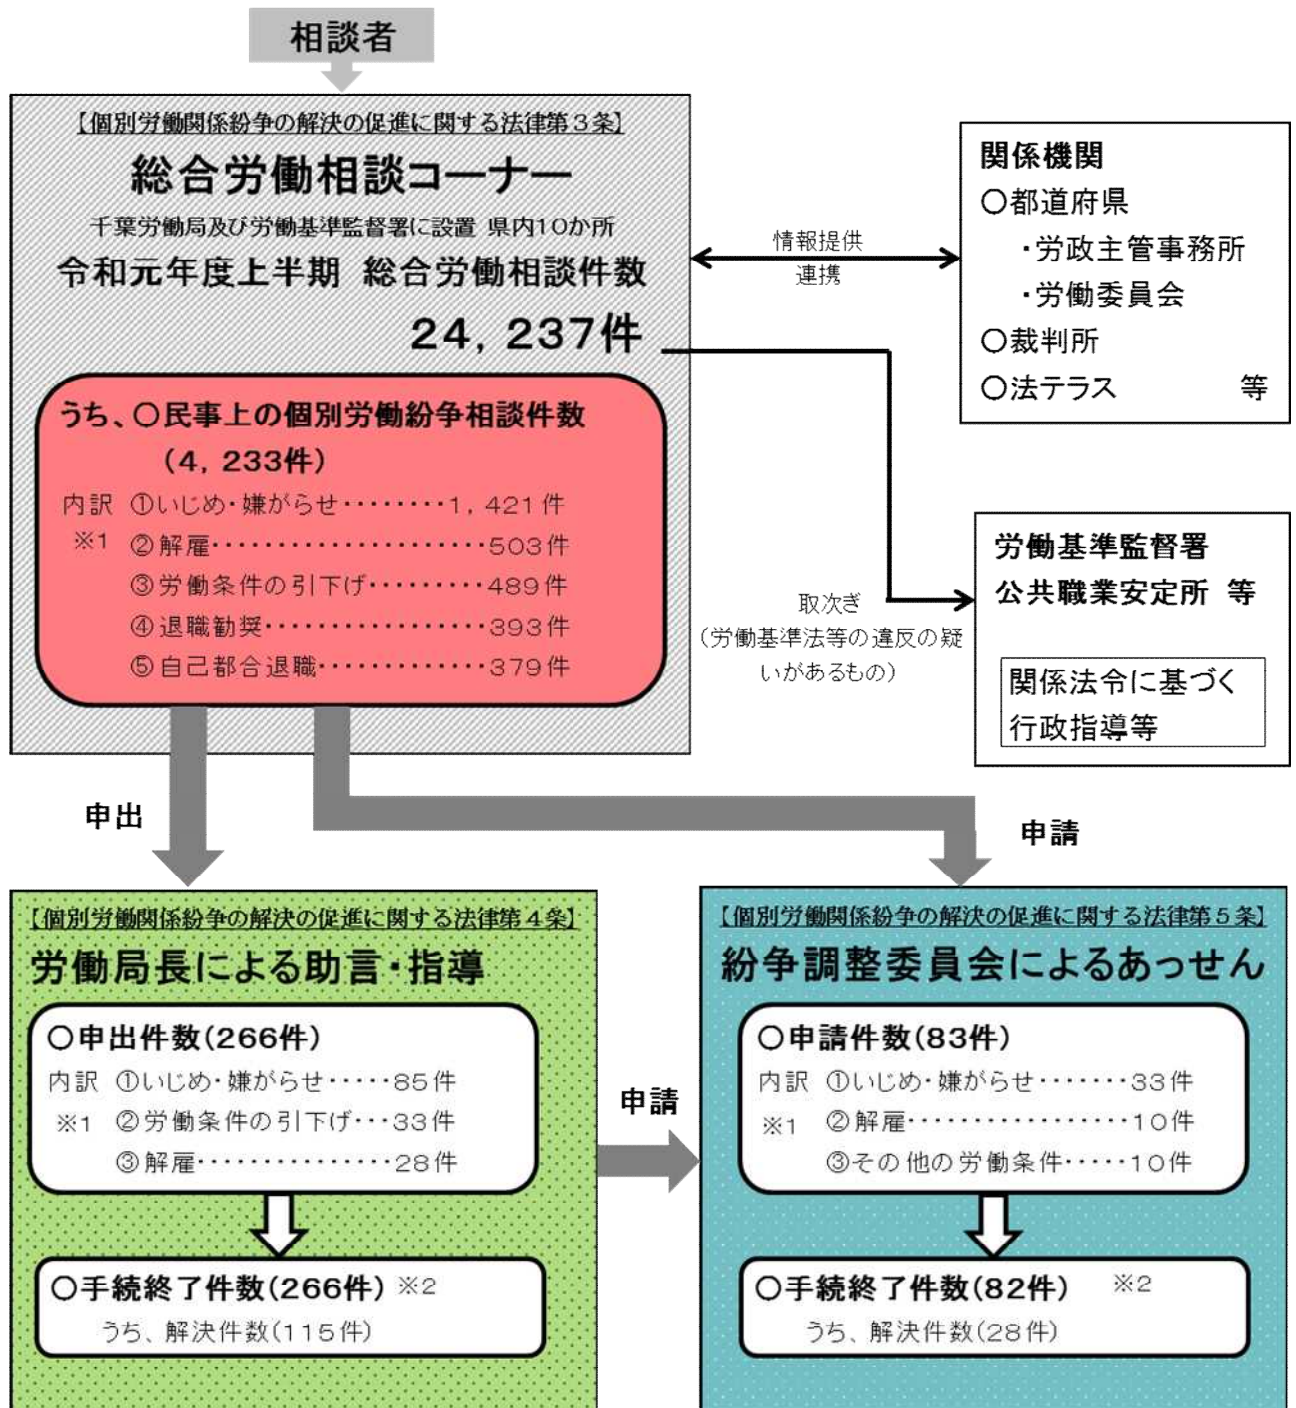 相談者
【個別労働関係紛争の解決の促進に関する法律第３条】
総合労働相談コーナー
千葉労働局及び労働基準監督署に設置 県内１０か所
令和元年度上半期 総合労働相談件数
２４，２３７件
うち、○民事上の個別労働紛争相談件数
（４，２３３件）
内訳 ①いじめ・嫌がらせ・・・・・・・・１，４２１件
※１ ②解雇・・・・・・・・・・・・・・・・・・・・・５０３件
③労働条件の引下げ・・・・・・・・・４８９件
④退職勧奨・・・・・・・・・・・・・・・・・３９３件
⑤自己都合退職・・・・・・・・・・・・・３７９件
情報提供
連携
関係機関
○都道府県
・労政主管事務所
・労働委員会
○裁判所
○法テラス 等
取次ぎ
（労働基準法等の違反の疑
いがあるもの）
労働基準監督署
公共職業安定所 等
関係法令に基づく
行政指導等
申出
申請
【個別労働関係紛争の解決の促進に関する法律第４条】
労働局長による助言・指導
○申出件数（２６６件）
内訳 ①いじめ・嫌がらせ・・・・・８５件
※１ ②労働条件の引下げ・・・３３件
③解雇・・・・・・・・・・・・・・・２８件
○手続終了件数（２６６件） ※２
うち、解決件数（１１５件）
申請
【個別労働関係紛争の解決の促進に関する法律第５条】
紛争調整委員会によるあっせん
○申請件数（８３件）
内訳 ①いじめ・嫌がらせ・・・・・・・３３件
※１ ②解雇・・・・・・・・・・・・・・・・・１０件
③その他の労働条件・・・・・１０件
○手続終了件数（８２件） ※２
うち、解決件数（２８件）